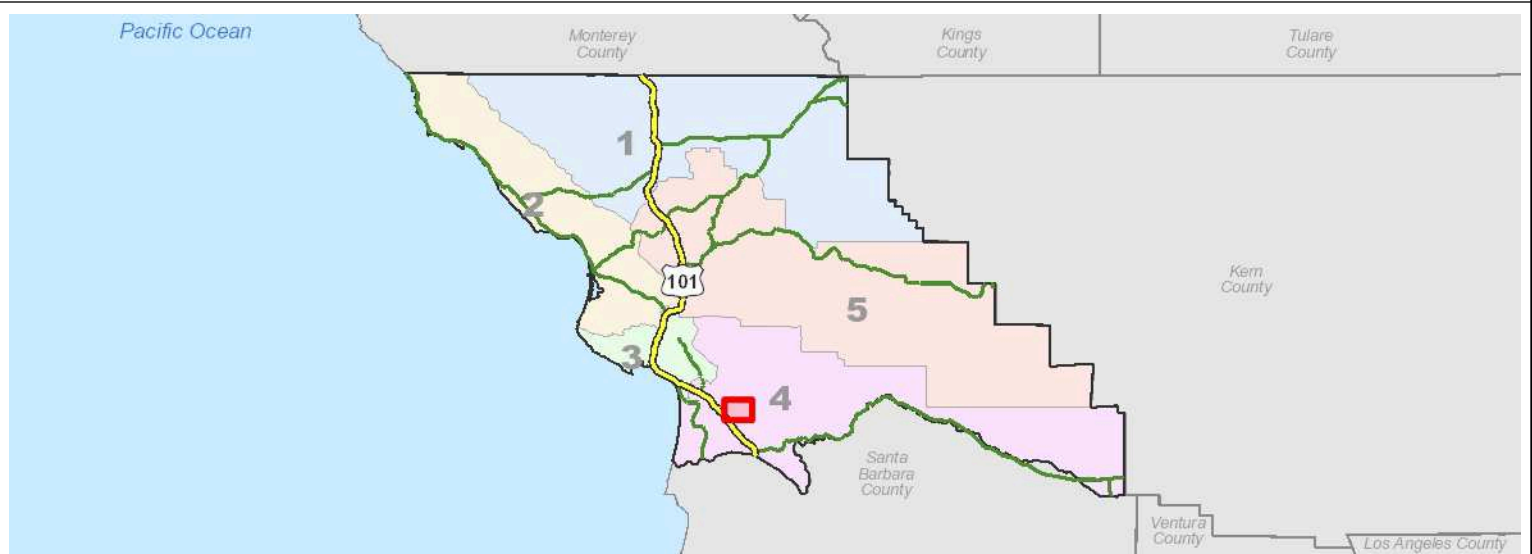 Pacific Ocean
Monterey
County
Kings
County
Tulare
County
1
2
Kern
County
101
5
3
4
Santa
Barbara
County
Ventura
County
Los Angeles County